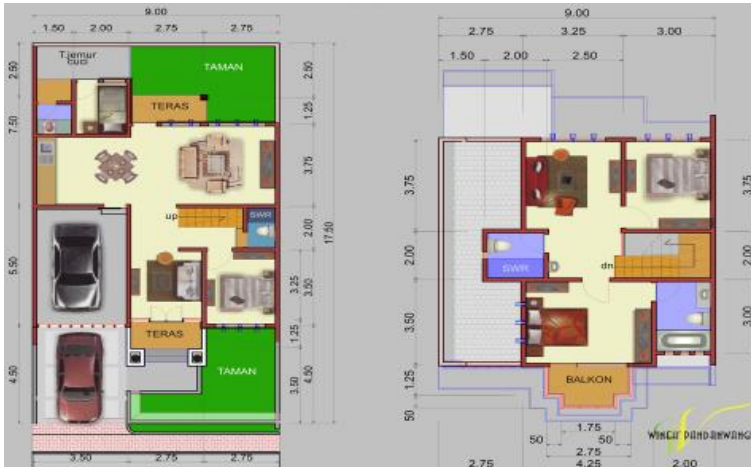 9.00
1.50 2.00 2.75 2.75
T.jemur
cuci
TAMAN
TERAS
2.50
7.50
5.50
4.50
2.50
1.25
3.75
2.00
3.25
3.50
1.25
3.50
4.50
17.50
up
SWR
TERAS
TAMAN
3.50 2.75 2.75
9.00
2.75 3.25 3.00
1.50 2.00 2.50
3.75
2.00
3.50
1.25
50
3.75
2.00
3.00
SWR
dn
BALKON
1.75
50 50
2.75
2.75 4.25 2.00